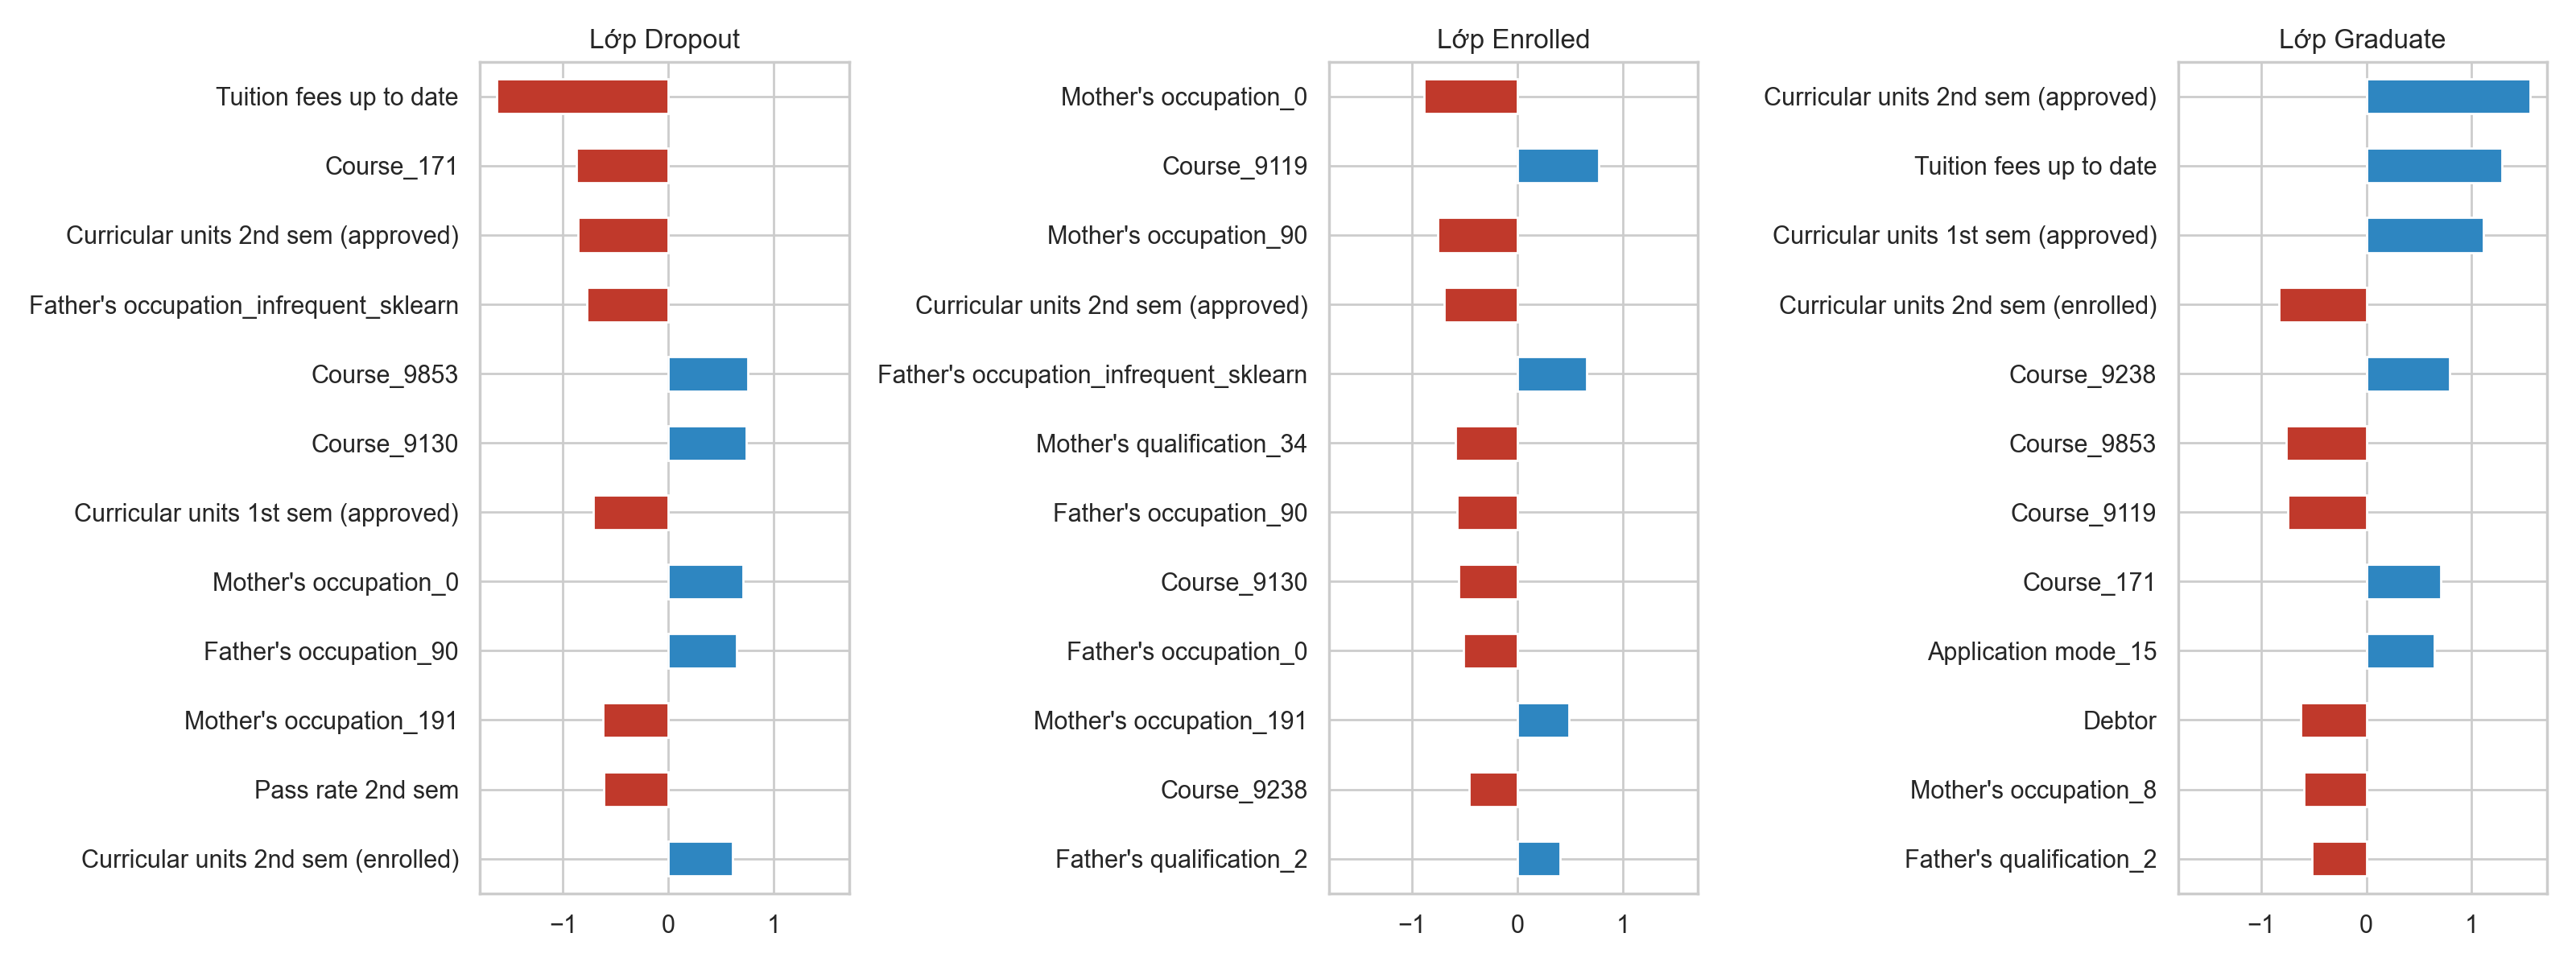 Lớp Dropout
Tuition fees up to date
Course_171
Curricular units 2nd sem (approved)
Father's occupation_infrequent_sklearn
Course_9853
Course_9130
Curricular units 1st sem (approved)
Mother's occupation_0
Father's occupation_90
Mother's occupation_191
Pass rate 2nd sem
Curricular units 2nd sem (enrolled)
−1 0 1
Lớp Enrolled
Mother's occupation_0
Course_9119
Mother's occupation_90
Curricular units 2nd sem (approved)
Father's occupation_infrequent_sklearn
Mother's qualification_34
Father's occupation_90
Course_9130
Father's occupation_0
Mother's occupation_191
Course_9238
Father's qualification_2
−1 0 1
Lớp Graduate
Curricular units 2nd sem (approved)
Tuition fees up to date
Curricular units 1st sem (approved)
Curricular units 2nd sem (enrolled)
Course_9238
Course_9853
Course_9119
Course_171
Application mode_15
Debtor
Mother's occupation_8
Father's qualification_2
−1 0 1